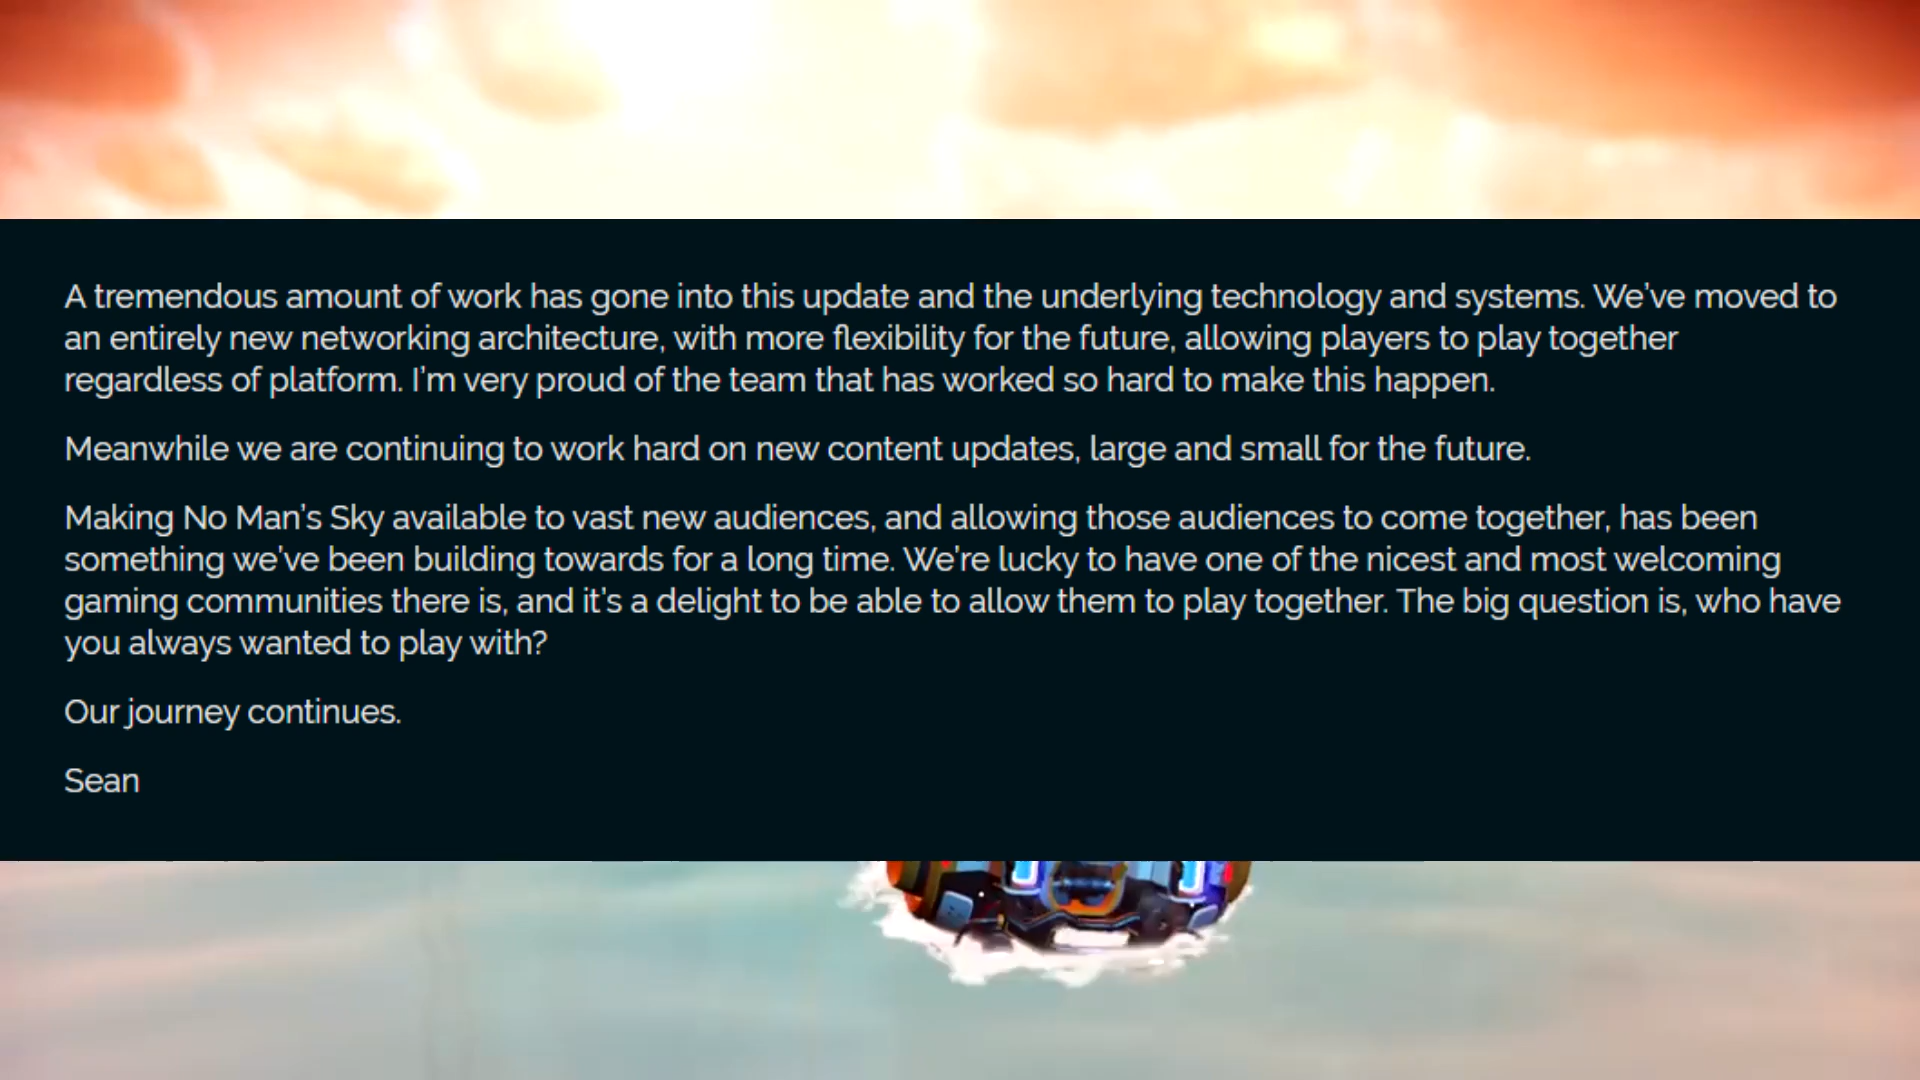 A tremendous amount of work has gone into this update and the underlying technology and systems. We’ve moved to
an entirely new networking architecture, with more flexibility for the future, allowing players to play together
regardless of platform. I’m very proud of the team that has worked so hard to make this happen.
Meanwhile we are continuing to work hard on new content updates, large and small for the future.
Making No Man’s Sky available to vast new audiences, and allowing those audiences to come together, has been
something we’ve been building towards for a long time. We’re lucky to have one of the nicest and most welcoming
gaming communities there is, and it’s a delight to be able to allow them to play together. The big question is, who have
you always wanted to play with?
Our journey continues.
Sean